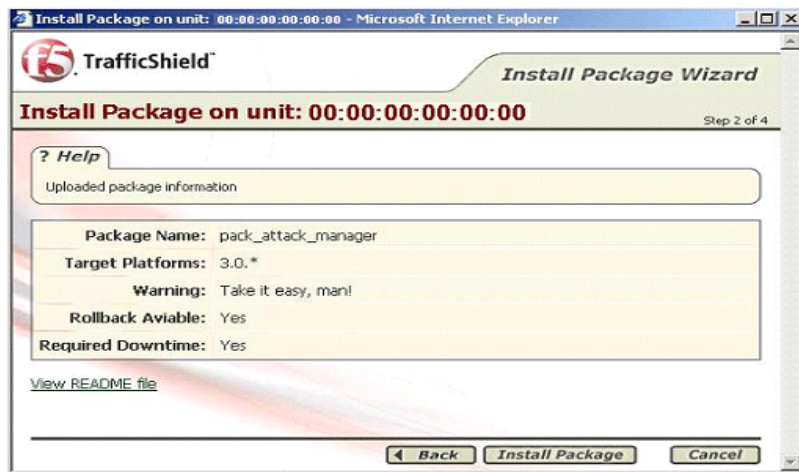 Install Package on unit: 00:00:00:00:00:00 - Microsoft Internet Explorer
f5 TrafficShield™
Install Package Wizard
Install Package on unit: 00:00:00:00:00:00
Step 2 of 4
? Help
Uploaded package information
Package Name: pack_attack_manager
Target Platforms: 3.0.*
Warning: Take it easy, man!
Rollback Aviable: Yes
Required Downtime: Yes
View README file
Back
Install Package
Cancel